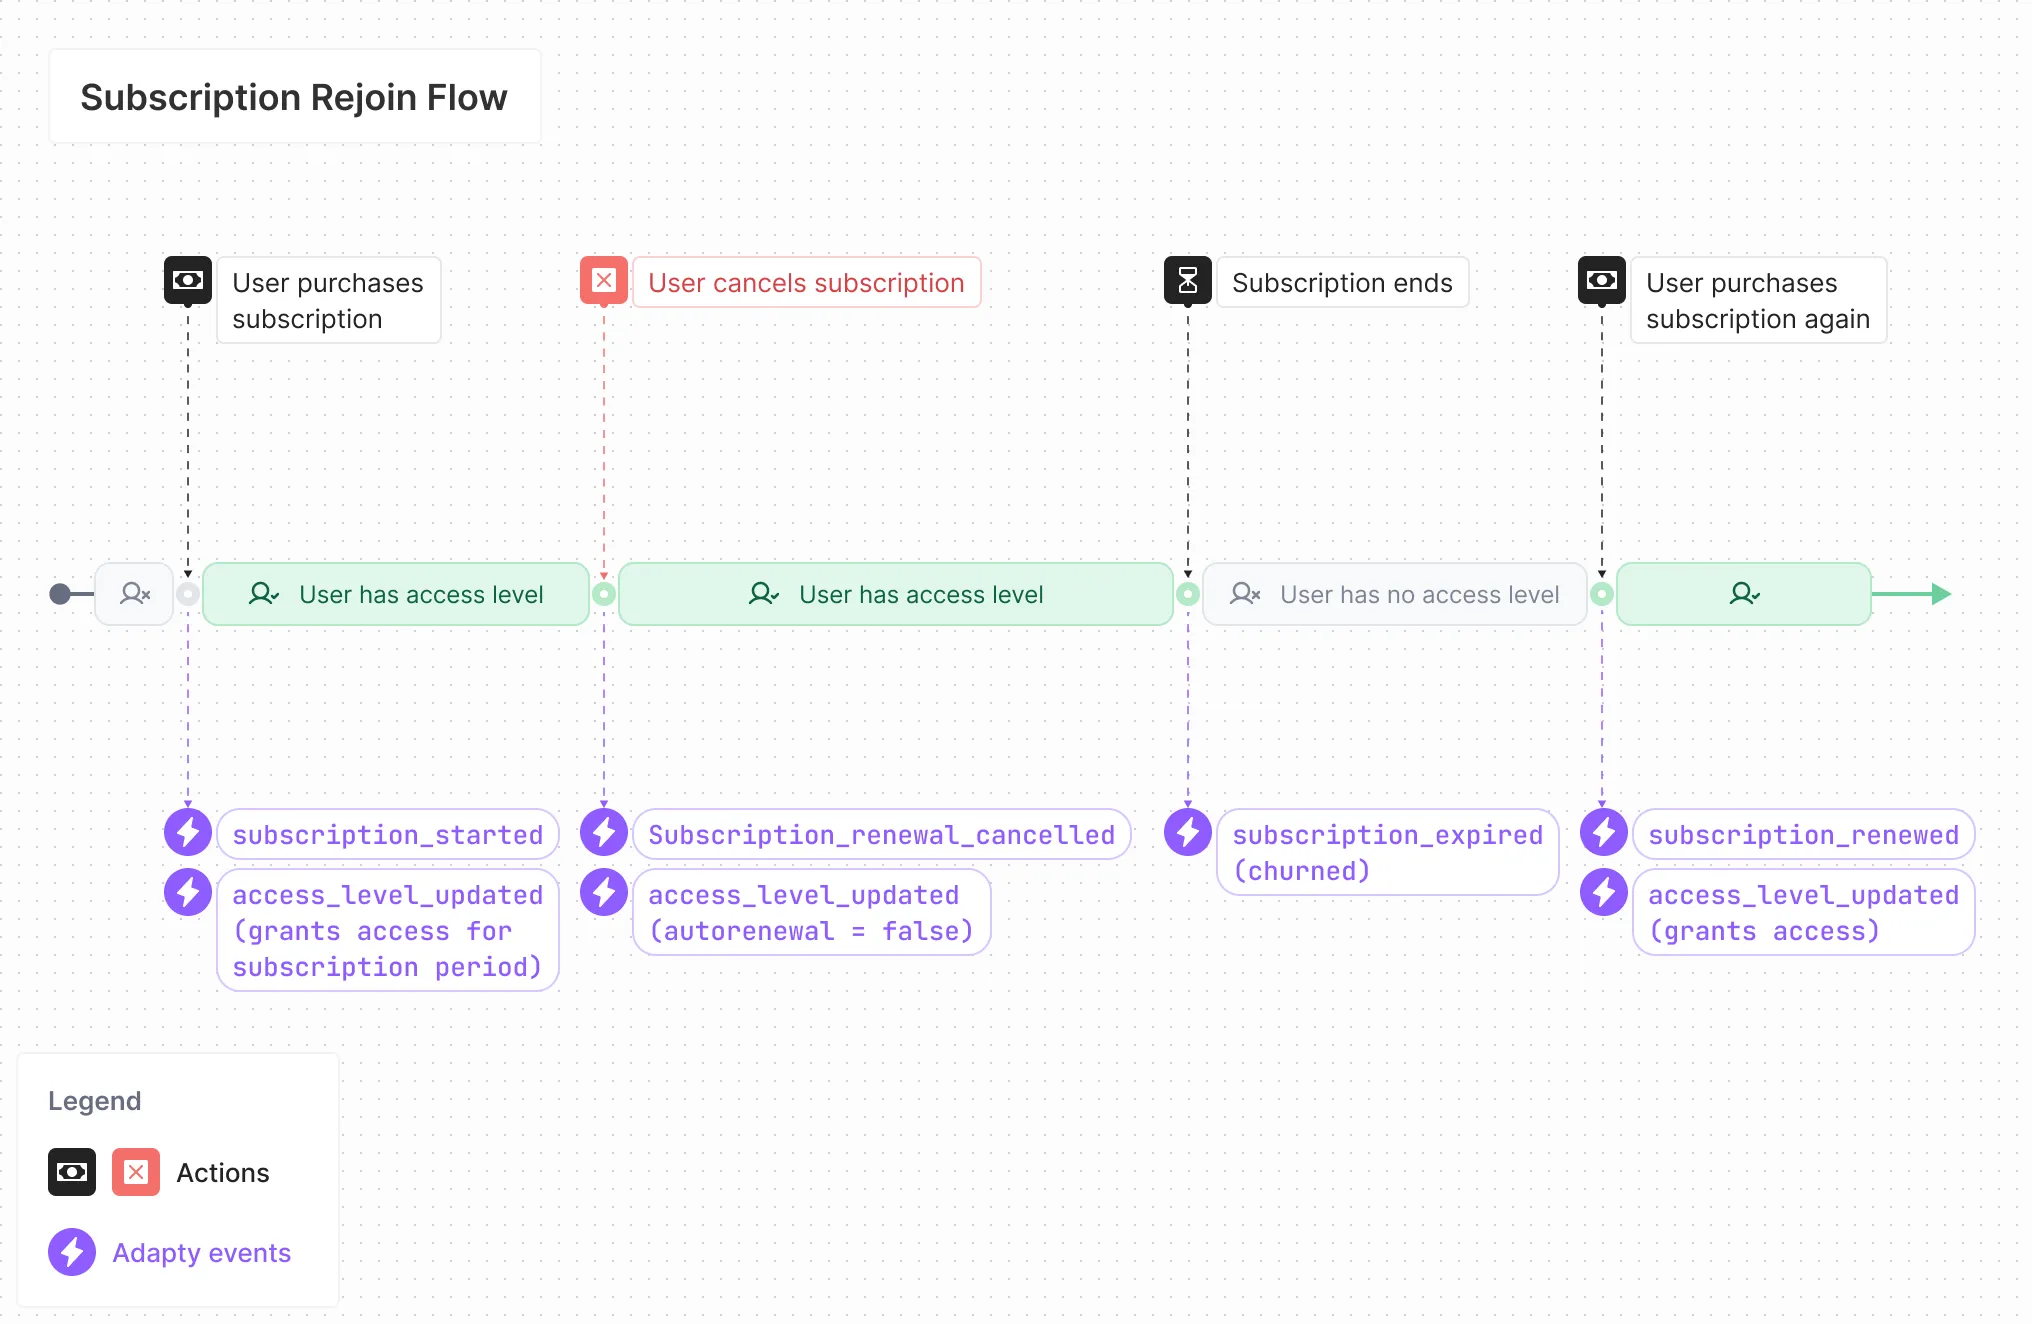 Subscription Rejoin Flow
User purchases
subscription
User cancels subscription
Subscription ends
User purchases
subscription again
User has access level
User has access level
User has no access level
subscription_started
access_level_updated
(grants access for
subscription period)
Subscription_renewal_cancelled
access_level_updated
(autorenewal = false)
subscription_expired
(churned)
subscription_renewed
access_level_updated
(grants access)
Legend
Actions
Adapty events